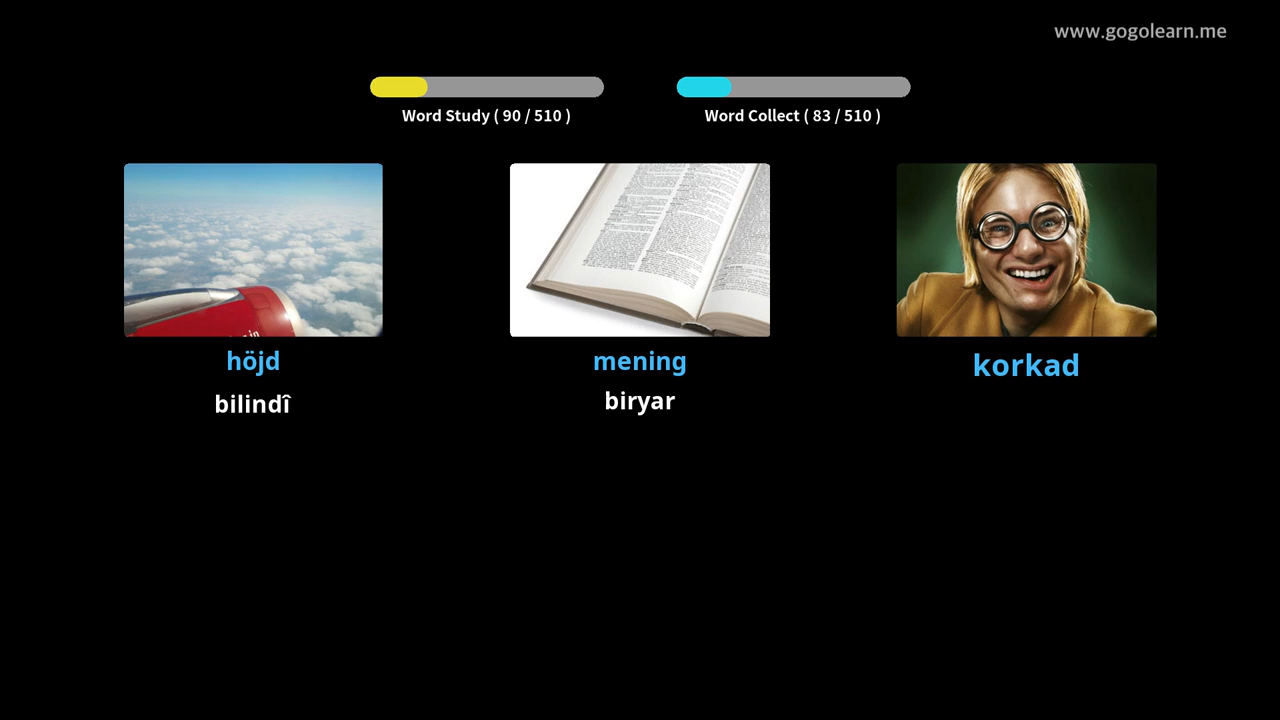 www.gogolearn.me
Word Study ( 90 / 510 )
Word Collect ( 83 / 510 )
höjd
mening
korkad
bilindî
biryar